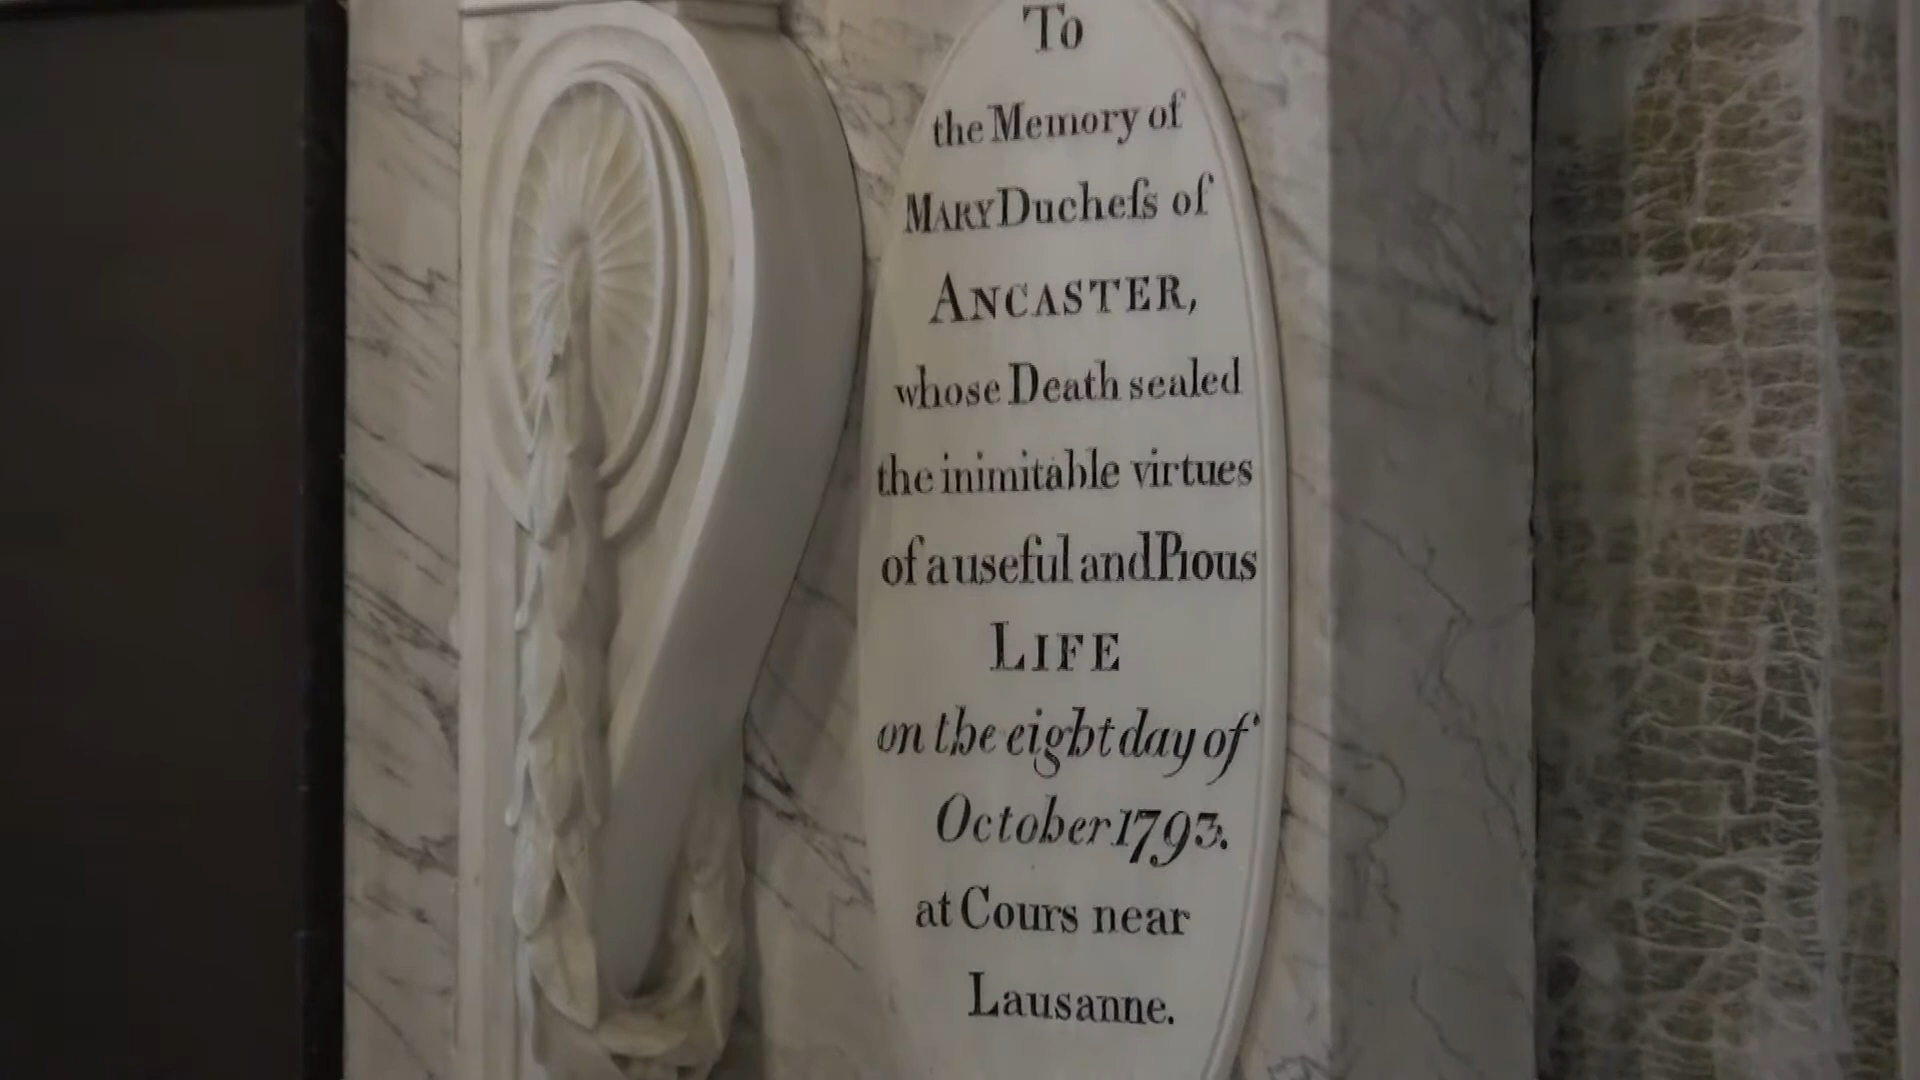 To
the Memory of
MARY Ducheſs of
ANCASTER,
whose Death sealed
the inimitable virtues
of a useful and Pious
LIFE
on the eight day of
October 1793.
at Cours near
Lausanne.